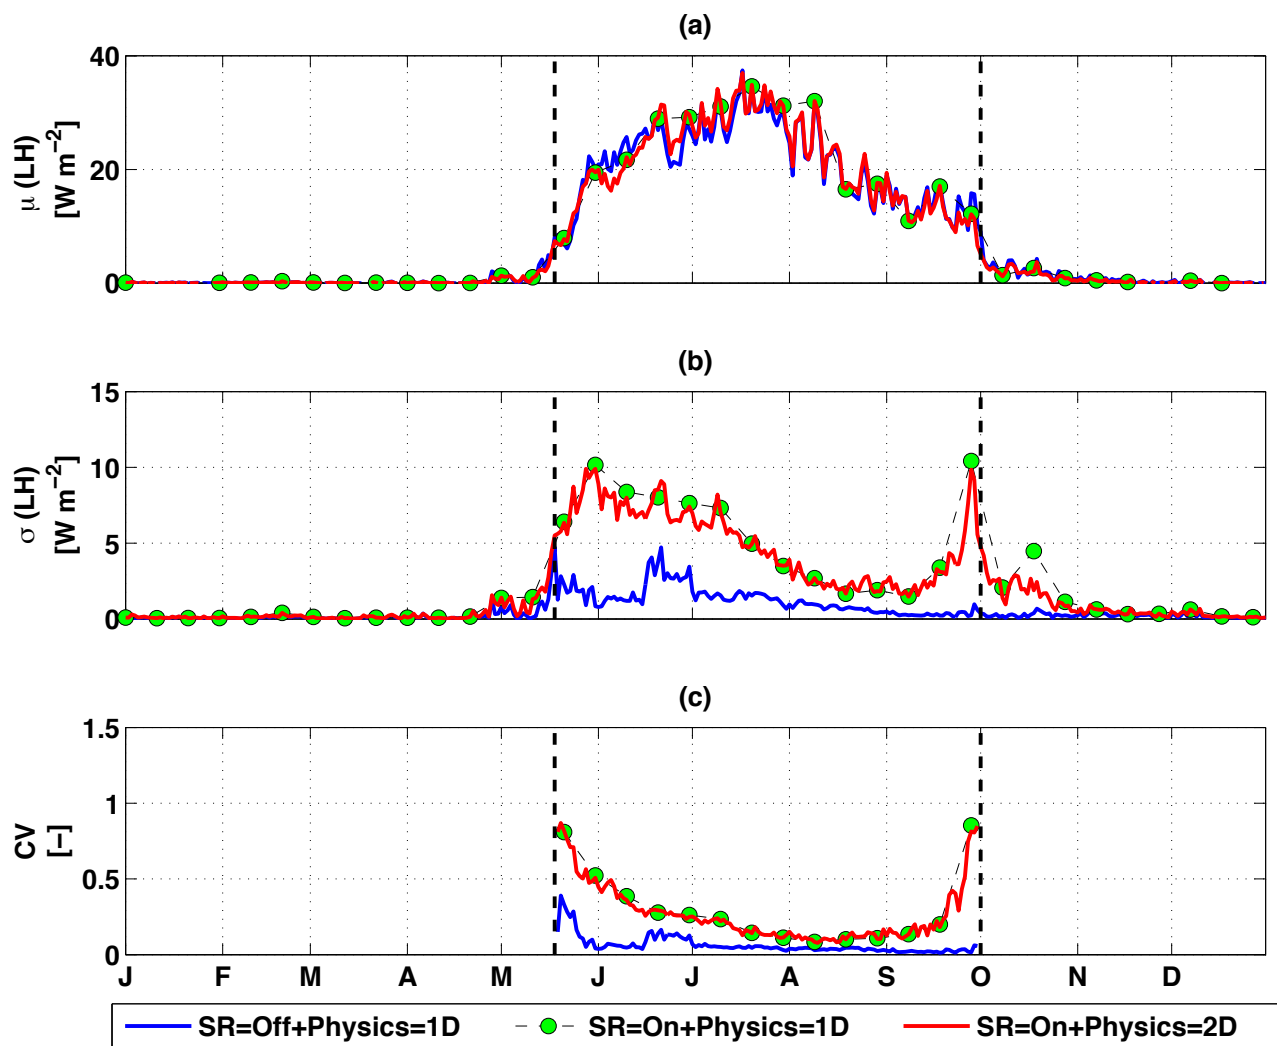 (a)
μ (LH)
[W m⁻²]
40
20
0
(b)
σ (LH)
[W m⁻²]
15
10
5
0
(c)
CV
[−]
1.5
1
0.5
0
J F M A M J J A S O N D
SR=Off+Physics=1D SR=On+Physics=1D SR=On+Physics=2D